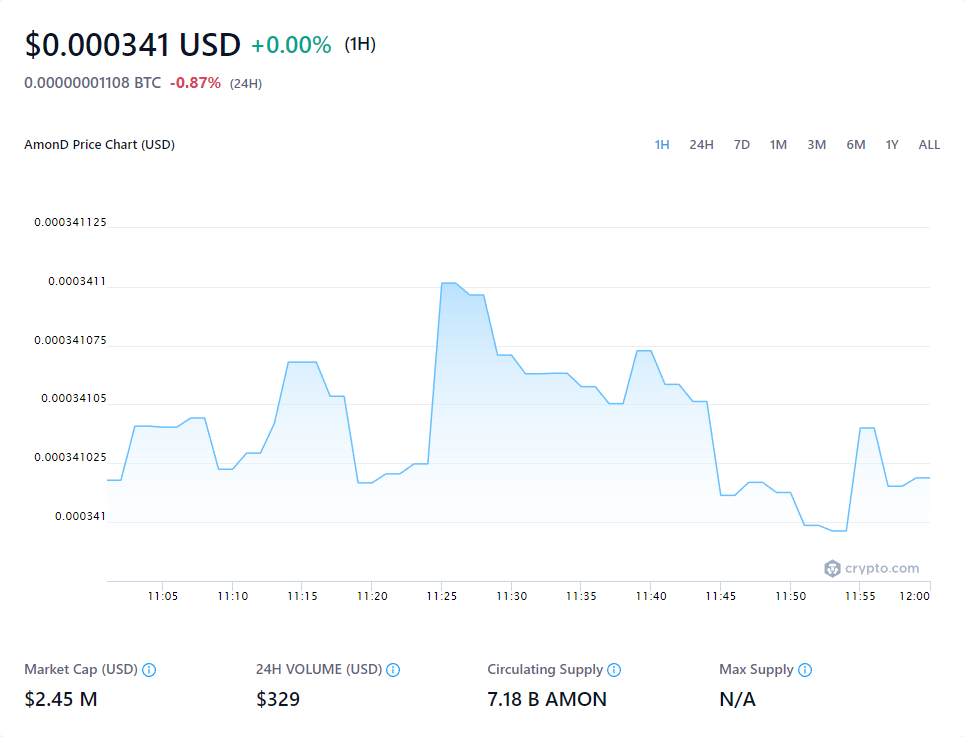 $0.000341 USD +0.00% (1H)
0.00000001108 BTC -0.87% (24H)
AmonD Price Chart (USD) 1H 24H 7D 1M 3M 6M 1Y ALL
0.000341125
0.0003411
0.000341075
0.00034105
0.000341025
0.000341
crypto.com
11:05 11:10 11:15 11:20 11:25 11:30 11:35 11:40 11:45 11:50 11:55 12:00
Market Cap (USD) 24H VOLUME (USD) Circulating Supply Max Supply
$2.45 M $329 7.18 B AMON N/A